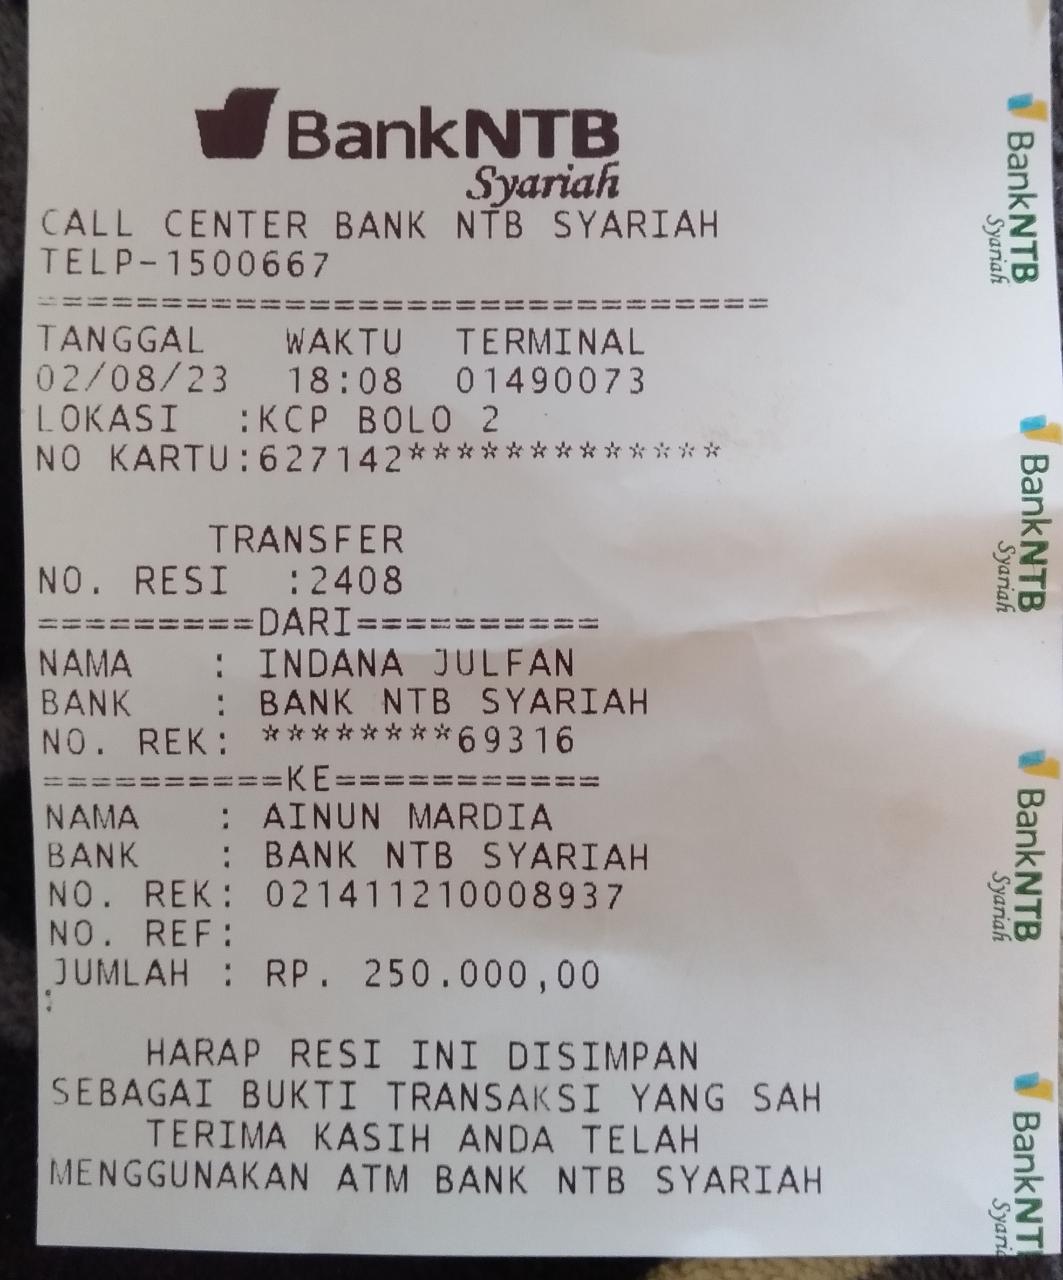 BankNTB
Syariah
CALL CENTER BANK NTB SYARIAH
TELP-1500667
==============================
TANGGAL WAKTU TERMINAL
02/08/23 18:08 01490073
LOKASI :KCP BOLO 2
NO KARTU:627142*************
TRANSFER
NO. RESI :2408
=========DARI==========
NAMA : INDANA JULFAN
BANK : BANK NTB SYARIAH
NO. REK: ********69316
==========KE===========
NAMA : AINUN MARDIA
BANK : BANK NTB SYARIAH
NO. REK: 021411210008937
NO. REF:
JUMLAH : RP. 250.000,00
:
HARAP RESI INI DISIMPAN
SEBAGAI BUKTI TRANSAKSI YANG SAH
TERIMA KASIH ANDA TELAH
MENGGUNAKAN ATM BANK NTB SYARIAH
BankNTB
Syariah
BankNTB
Syariah
BankNTB
Syariah
BankNT
Syaria